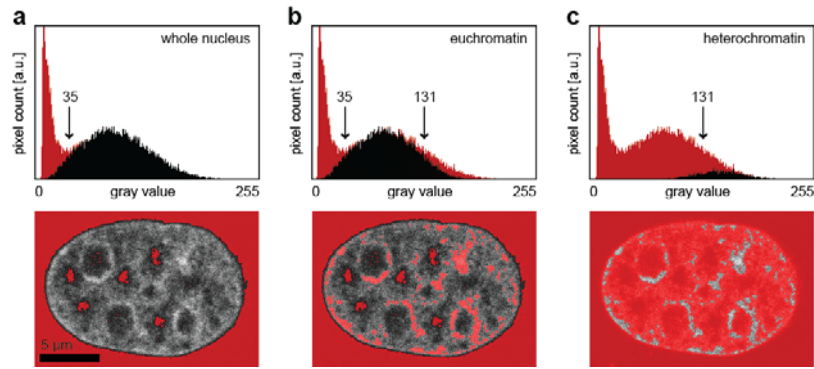 a
whole nucleus
pixel count [a.u.]
35
0
gray value
255
5 µm
b
euchromatin
pixel count [a.u.]
35
131
0
gray value
255
c
heterochromatin
pixel count [a.u.]
131
0
gray value
255